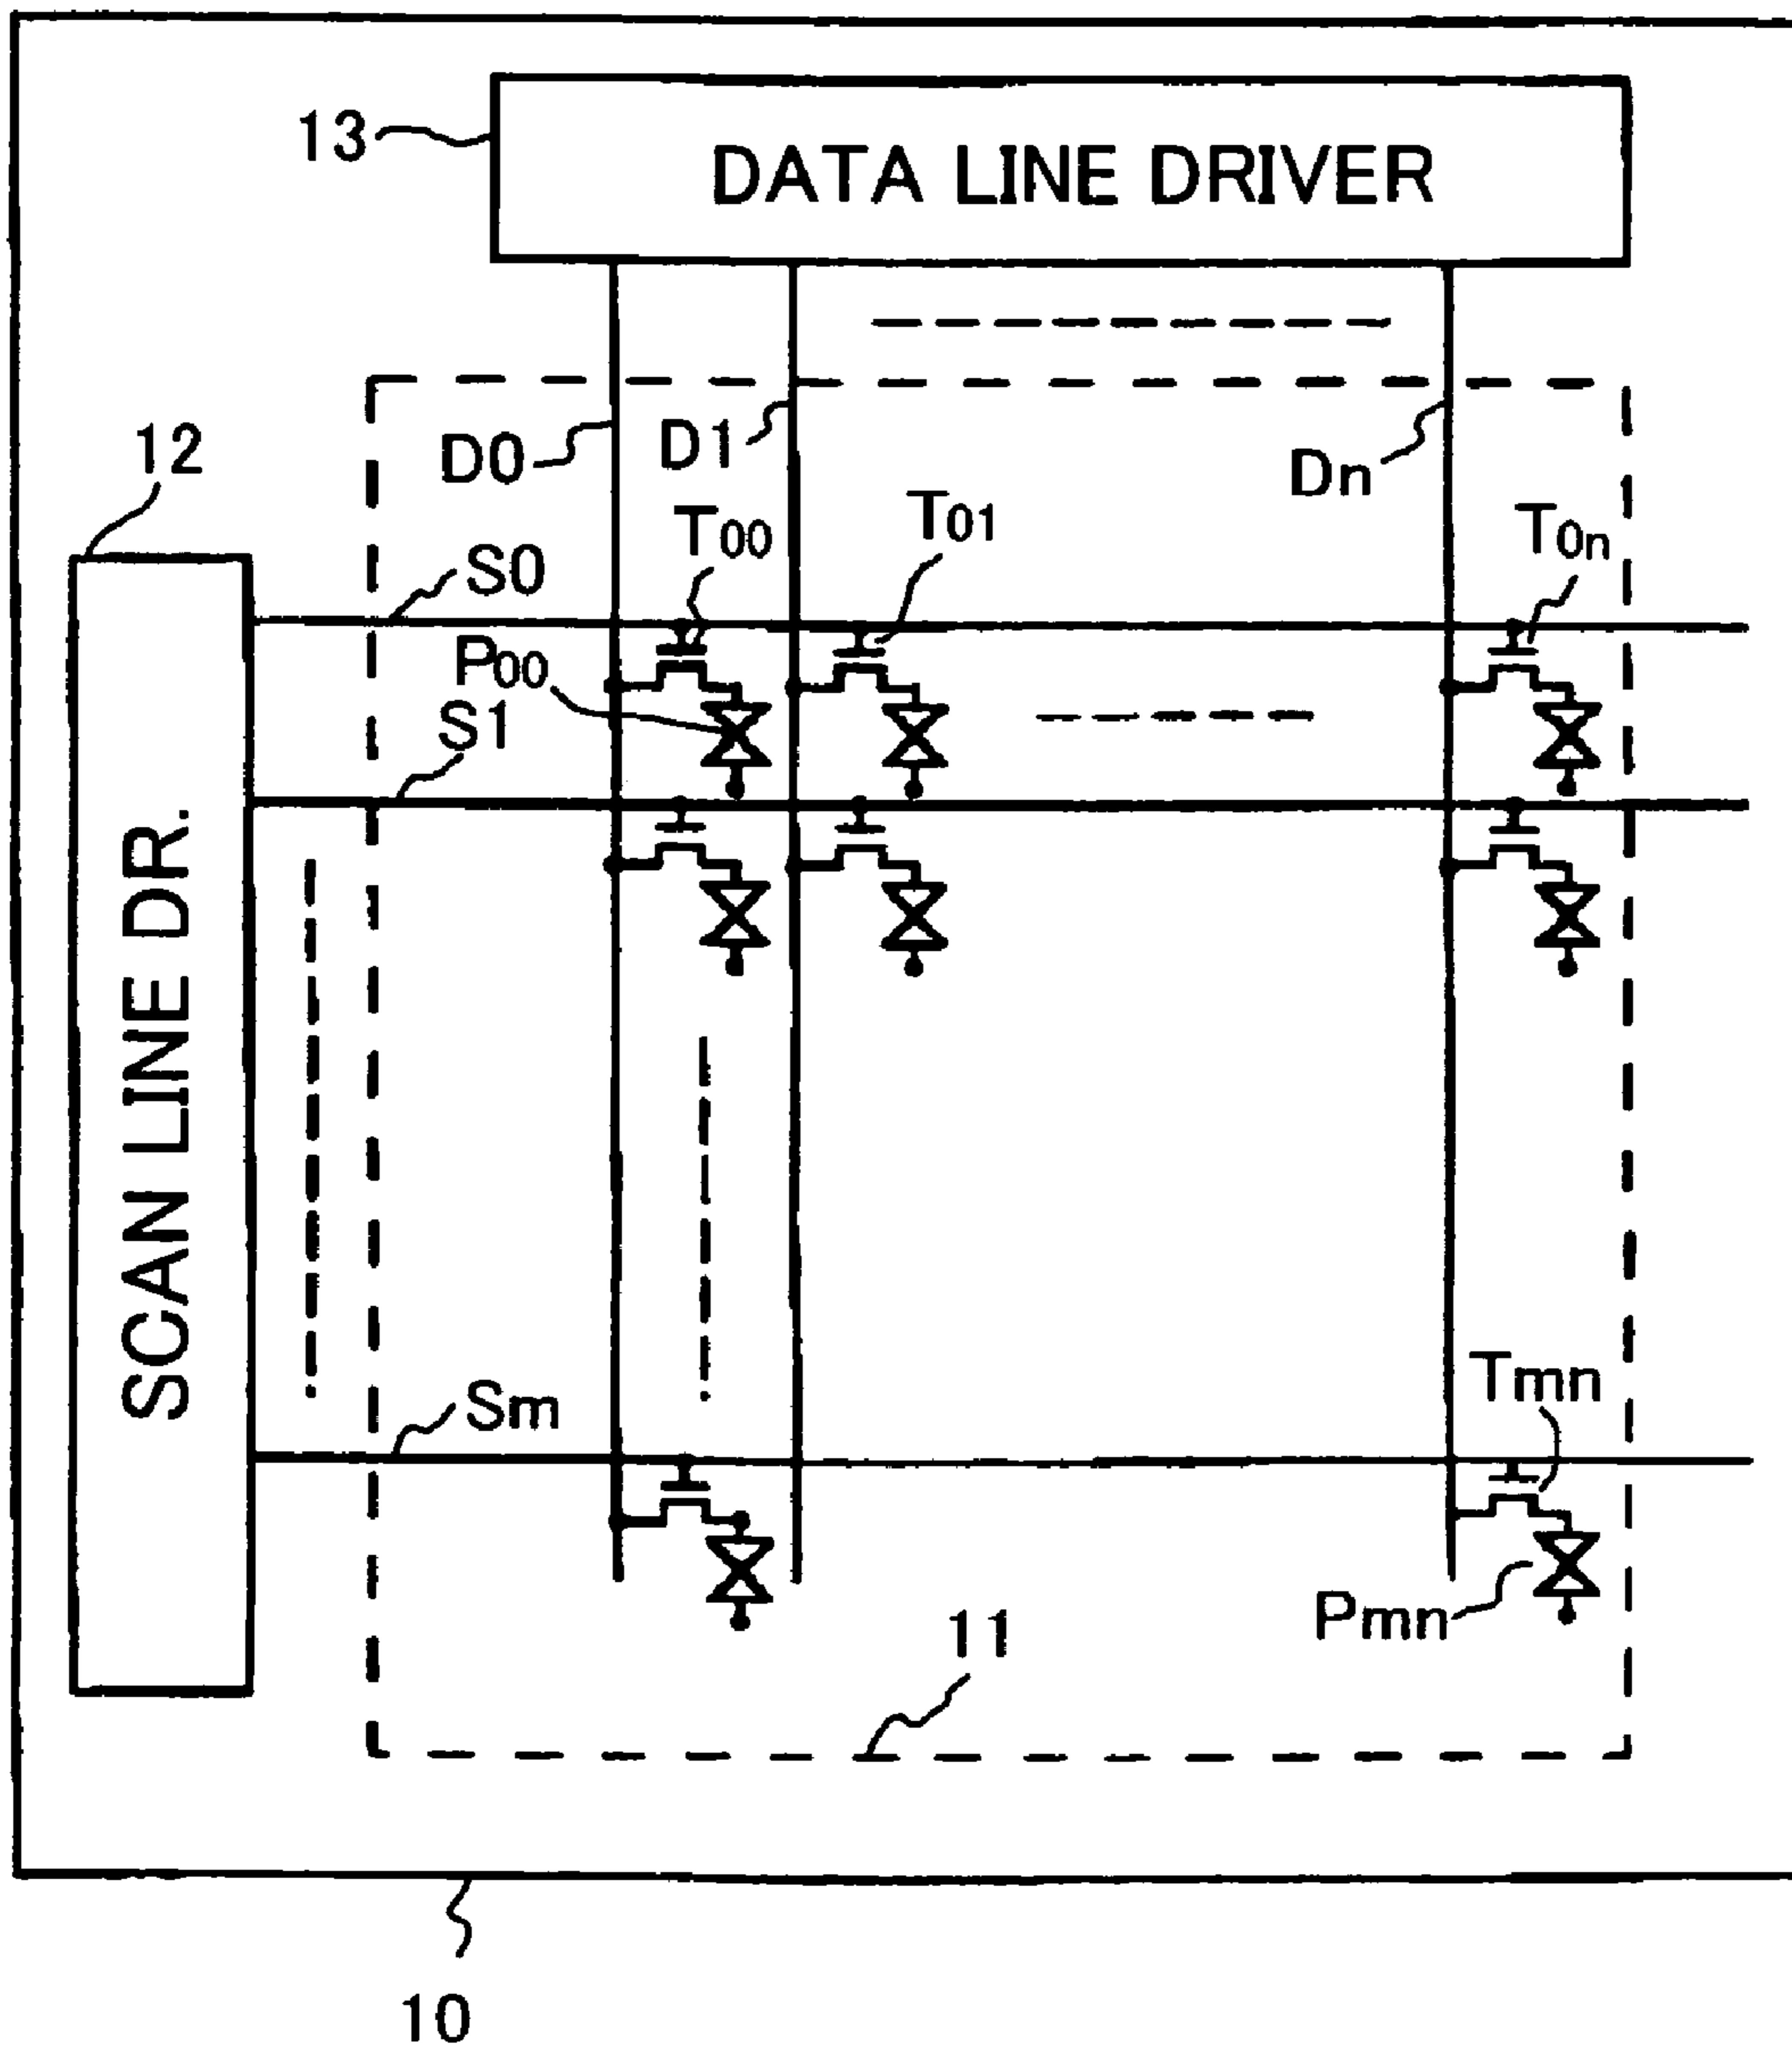 13
DATA LINE DRIVER
12
D0
D1
Dn
T00
T01
T0n
S0
P00
S1
SCAN LINE DR.
Sm
Tmn
Pmn
11
10